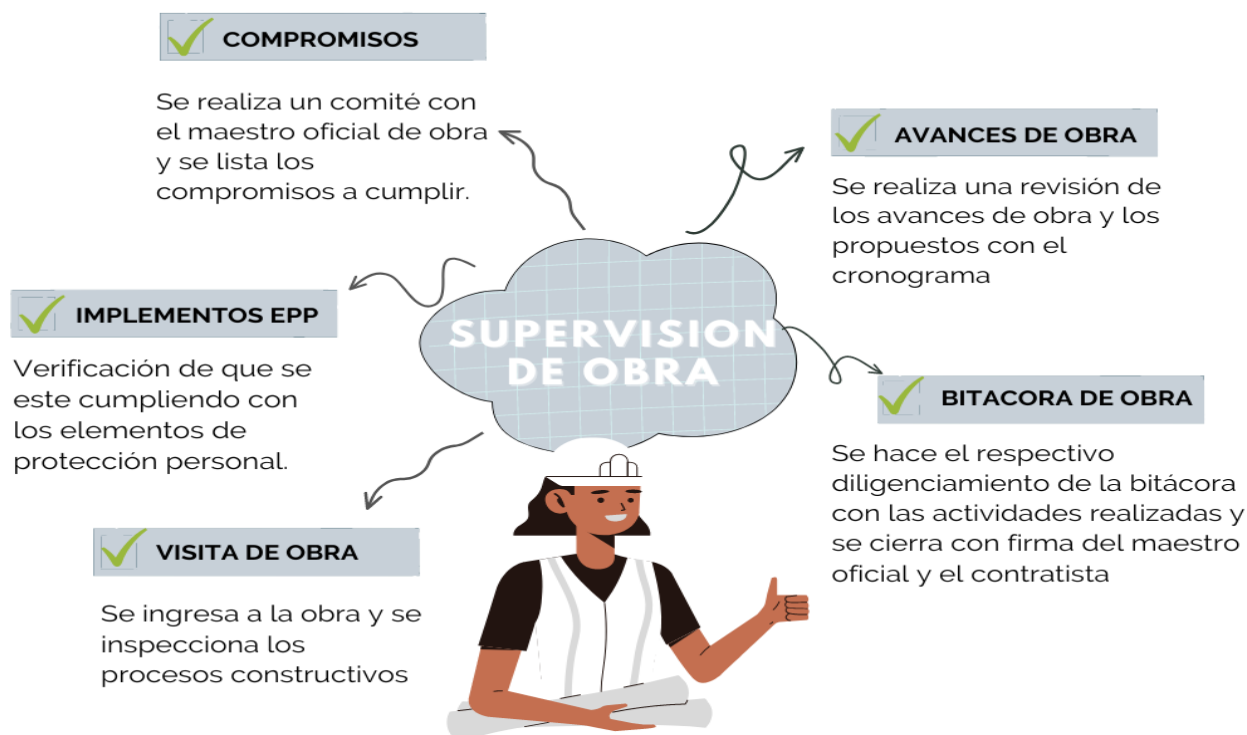 COMPROMISOS
Se realiza un comité con
el maestro oficial de obra
y se lista los
compromisos a cumplir.
AVANCES DE OBRA
Se realiza una revisión de
los avances de obra y los
propuestos con el
cronograma
IMPLEMENTOS EPP
Verificación de que se
este cumpliendo con
los elementos de
protección personal.
SUPERVISION
DE OBRA
BITACORA DE OBRA
Se hace el respectivo
diligenciamiento de la bitácora
con las actividades realizadas y
se cierra con firma del maestro
oficial y el contratista
VISITA DE OBRA
Se ingresa a la obra y se
inspecciona los
procesos constructivos